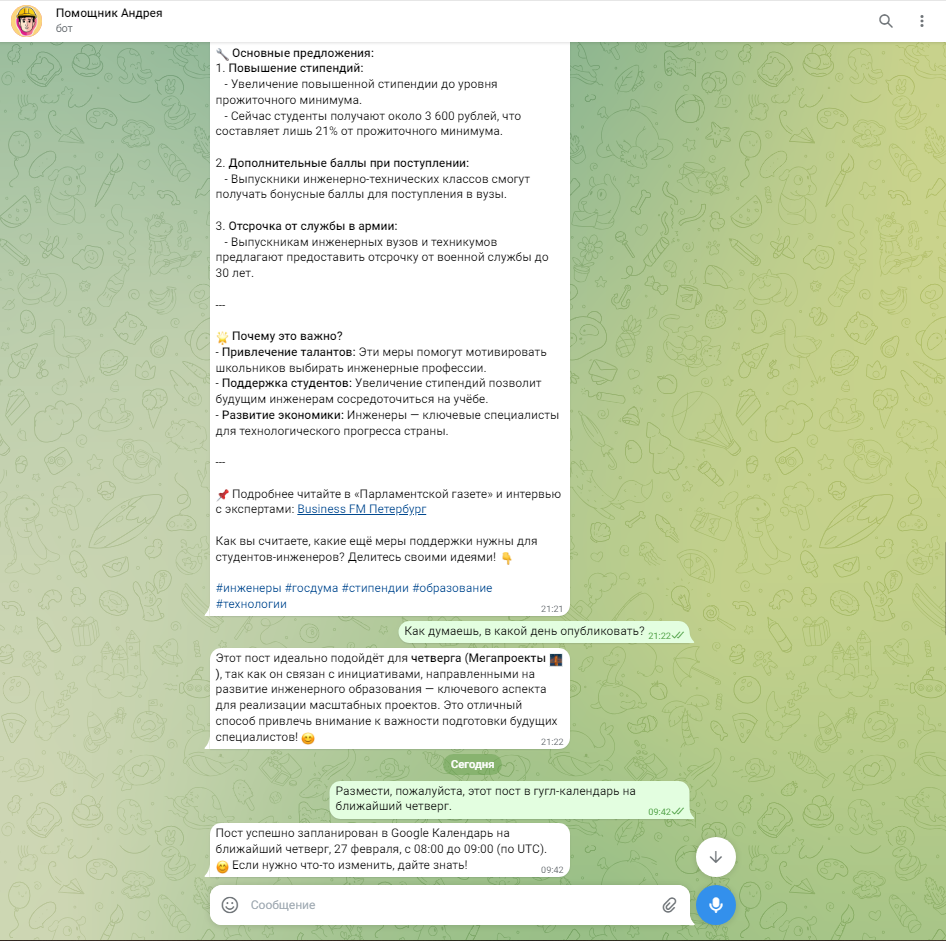 Помощник Андрея
бот
Основные предложения:
1. Повышение стипендий:
- Увеличение повышенной стипендии до уровня
прожиточного минимума.
- Сейчас студенты получают около 3 600 рублей, что
составляет лишь 21% от прожиточного минимума.
2. Дополнительные баллы при поступлении:
- Выпускники инженерно-технических классов смогут
получать бонусные баллы для поступления в вузы.
3. Отсрочка от службы в армии:
- Выпускникам инженерных вузов и техникумов
предлагают предоставить отсрочку от военной службы до
30 лет.
---
Почему это важно?
- Привлечение талантов: Эти меры помогут мотивировать
школьников выбирать инженерные профессии.
- Поддержка студентов: Увеличение стипендий позволит
будущим инженерам сосредоточиться на учёбе.
- Развитие экономики: Инженеры — ключевые специалисты
для технологического прогресса страны.
---
📌 Подробнее читайте в «Парламентской газете» и интервью
с экспертами: Business FM Петербург
Как вы считаете, какие ещё меры поддержки нужны для
студентов-инженеров? Делитесь своими идеями! 👇
#инженеры #госдума #стипендии #образование
#технологии
21:21
Как думаешь, в какой день опубликовать? 21:22
Этот пост идеально подойдёт для четверга (Мегапроекты
), так как он связан с инициативами, направленными на
развитие инженерного образования — ключевого аспекта
для реализации масштабных проектов. Это отличный
способ привлечь внимание к важности подготовки будущих
специалистов! 😊
21:22
Сегодня
Размести, пожалуйста, этот пост в гугл-календарь на
ближайший четверг.
09:42
Пост успешно запланирован в Google Календарь на
ближайший четверг, 27 февраля, с 08:00 до 09:00 (по UTC).
😊 Если нужно что-то изменить, дайте знать!
09:42
Сообщение